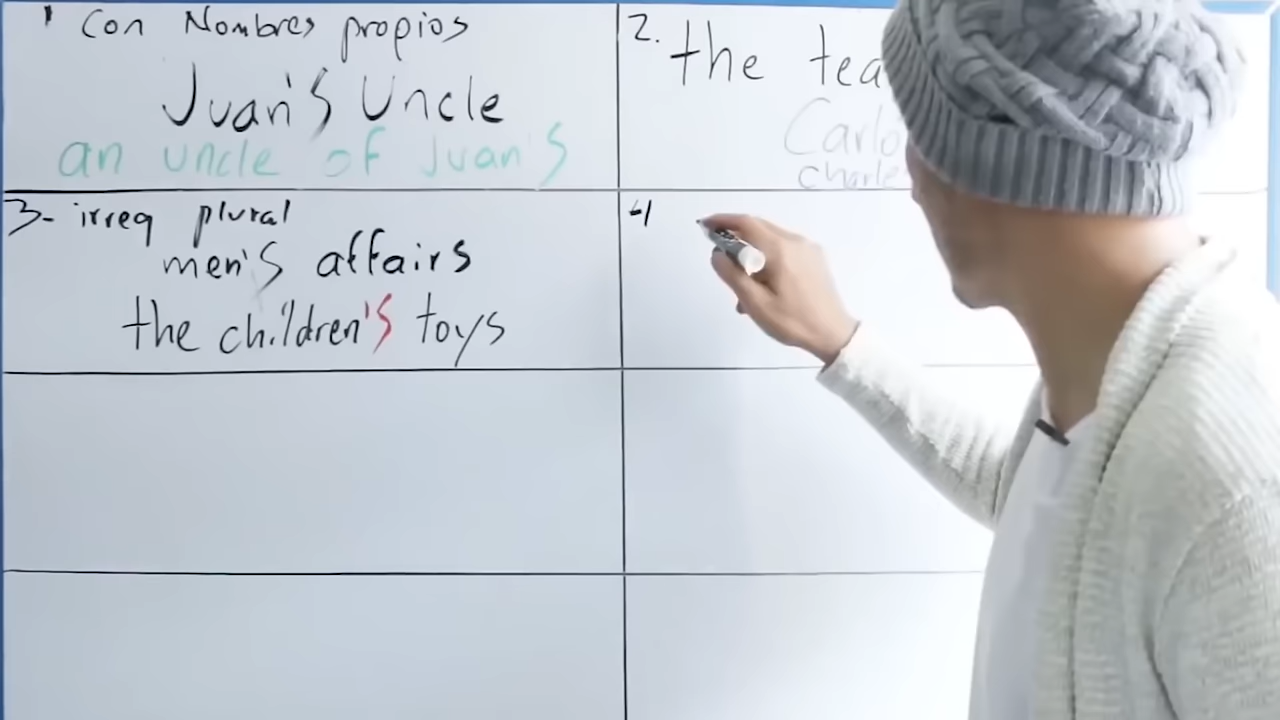 1 Con Nombres propios
Juan's Uncle
an uncle of Juan's
2. the tea
Carlo
charle
3- irreq plural
men's affairs
the children's toys
4